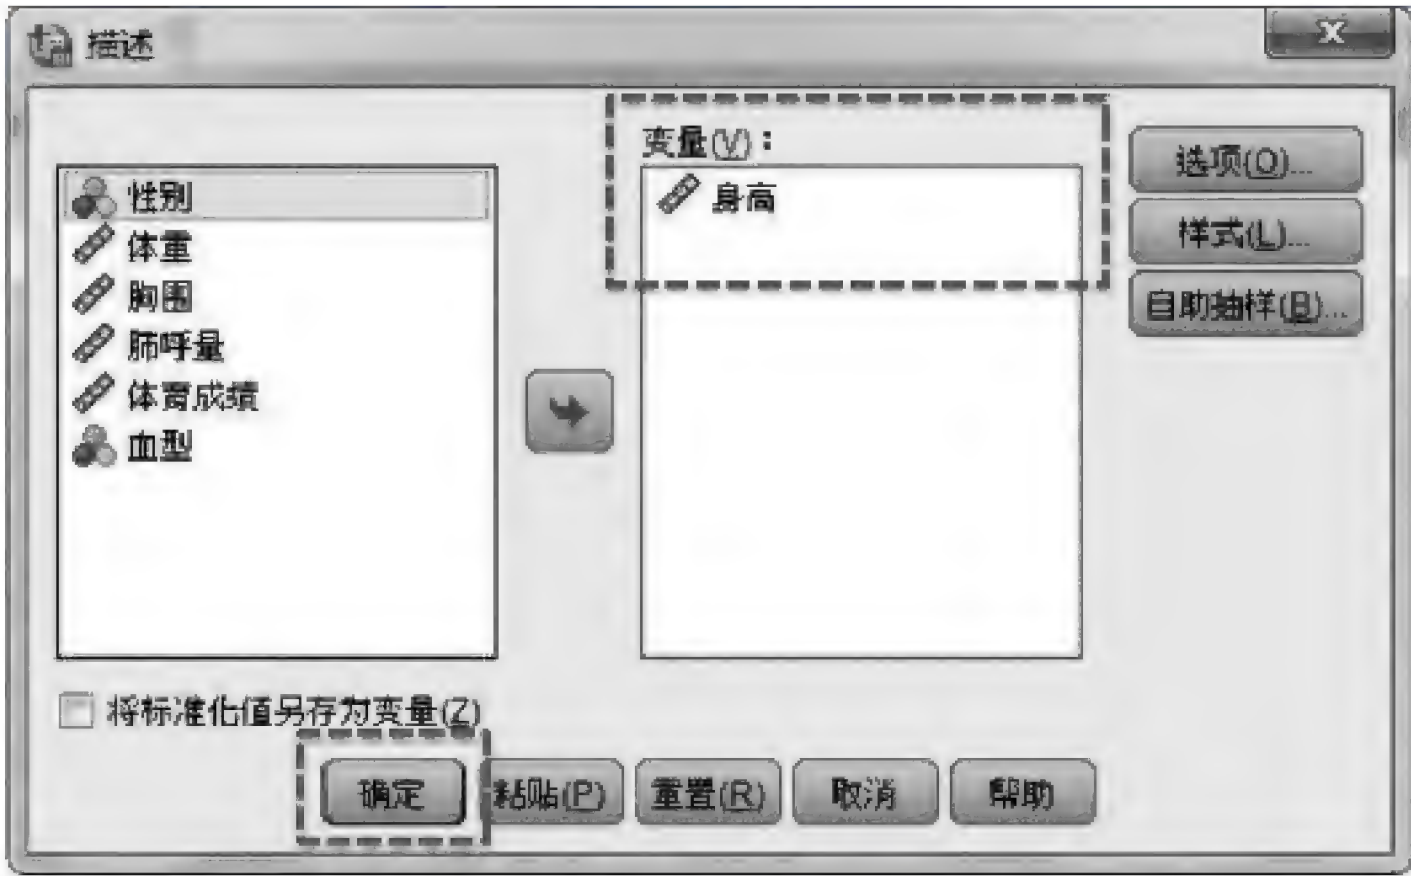 描述
变量(V)：
性别
体重
胸围
肺呼量
体育成绩
血型
身高
选项(O)...
样式(L)...
自助抽样(B)...
将标准化值另存为变量(Z)
确定
粘贴(P)
重置(R)
取消
帮助